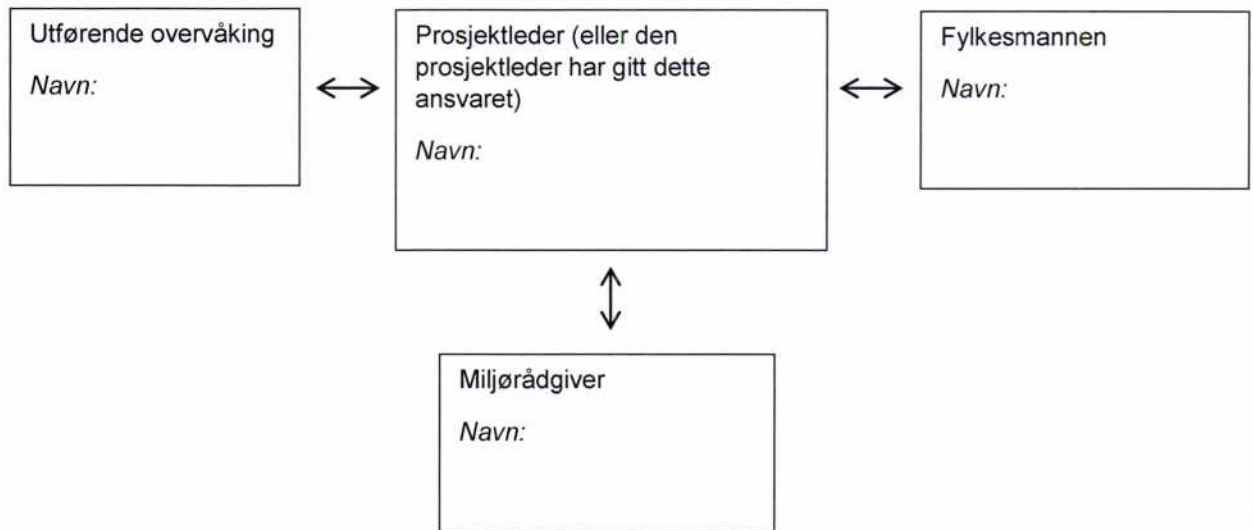 Utførende overvåking
Navn:
Prosjektleder (eller den
prosjektleder har gitt dette
ansvaret)
Navn:
Fylkesmannen
Navn:
Miljørådgiver
Navn: